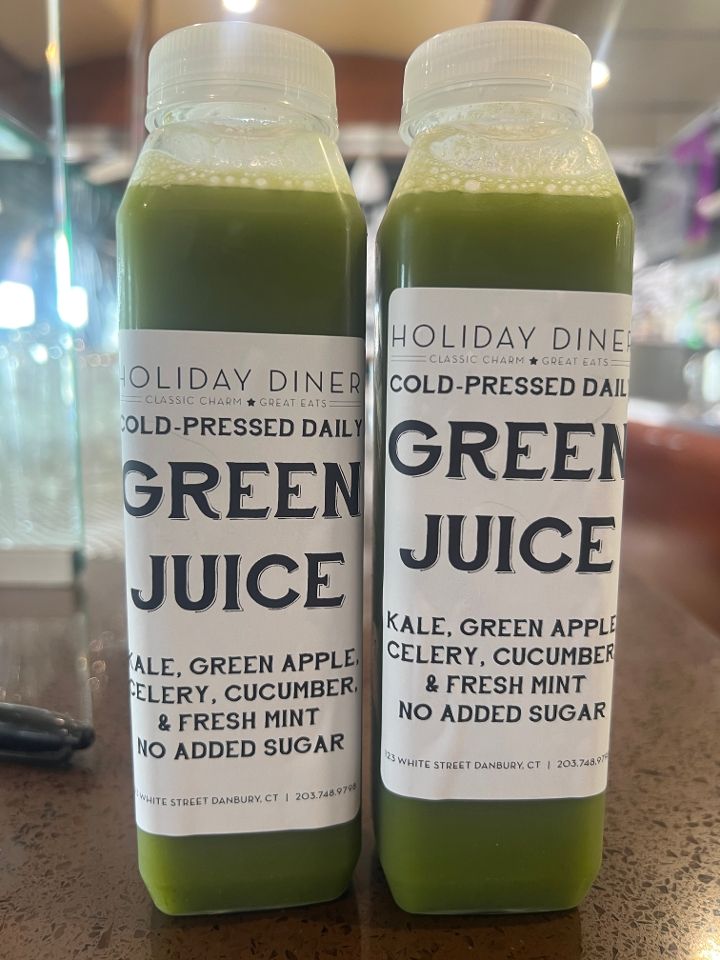 HOLIDAY DINER
CLASSIC CHARM ★ GREAT EATS
COLD-PRESSED DAILY
GREEN
JUICE
KALE, GREEN APPLE,
CELERY, CUCUMBER,
& FRESH MINT
NO ADDED SUGAR
WHITE STREET DANBURY, CT | 203.748.9798
HOLIDAY DINER
CLASSIC CHARM ★ GREAT EATS
COLD-PRESSED DAIL
GREEN
JUICE
KALE, GREEN APPLE
CELERY, CUCUMBER
& FRESH MINT
NO ADDED SUGAR
123 WHITE STREET DANBURY, CT | 203.748.979